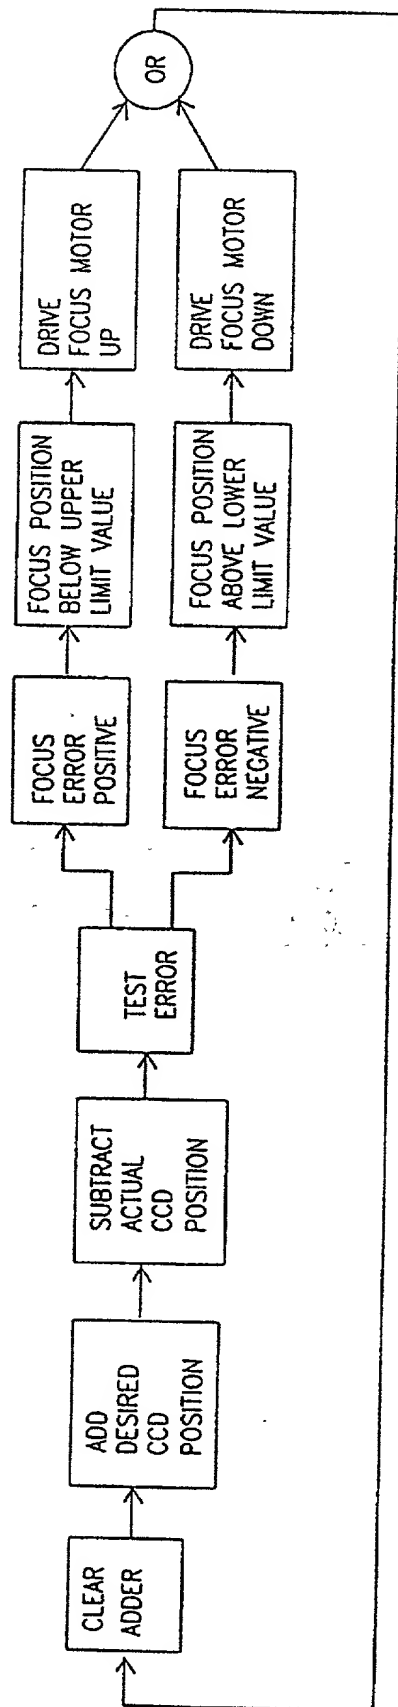 CLEAR
ADDER
ADD
DESIRED
CCD
POSITION
SUBTRACT
ACTUAL
CCD
POSITION
TEST
ERROR
FOCUS
ERROR
POSITIVE
FOCUS POSITION
BELOW UPPER
LIMIT VALUE
DRIVE
FOCUS MOTOR
UP
FOCUS
ERROR
NEGATIVE
FOCUS POSITION
ABOVE LOWER
LIMIT VALUE
DRIVE
FOCUS MOTOR
DOWN
OR